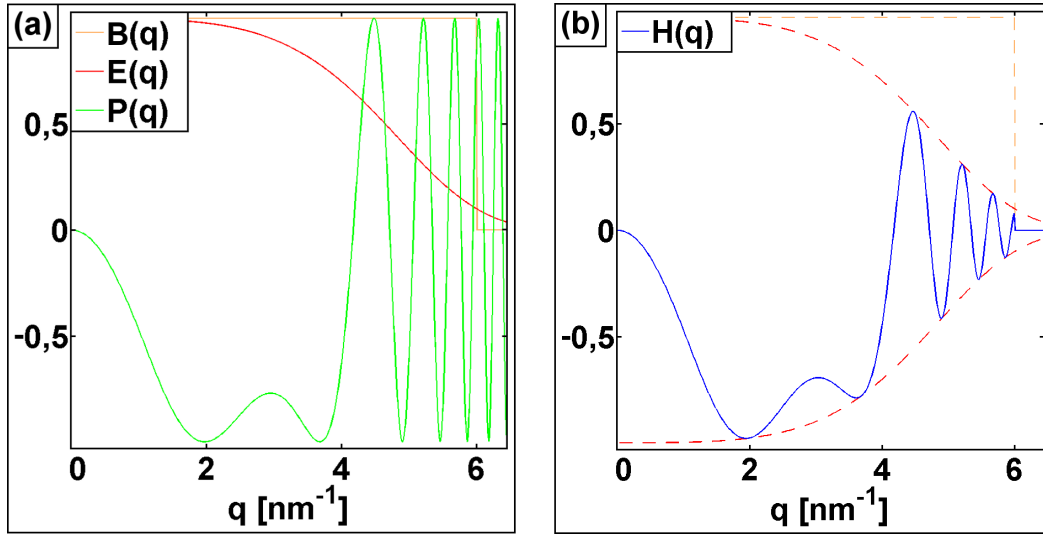 (a)
B(q)
E(q)
P(q)
0,5
0
-0,5
0 2 4 6
q [nm⁻¹]
(b)
H(q)
0,5
0
-0,5
0 2 4 6
q [nm⁻¹]